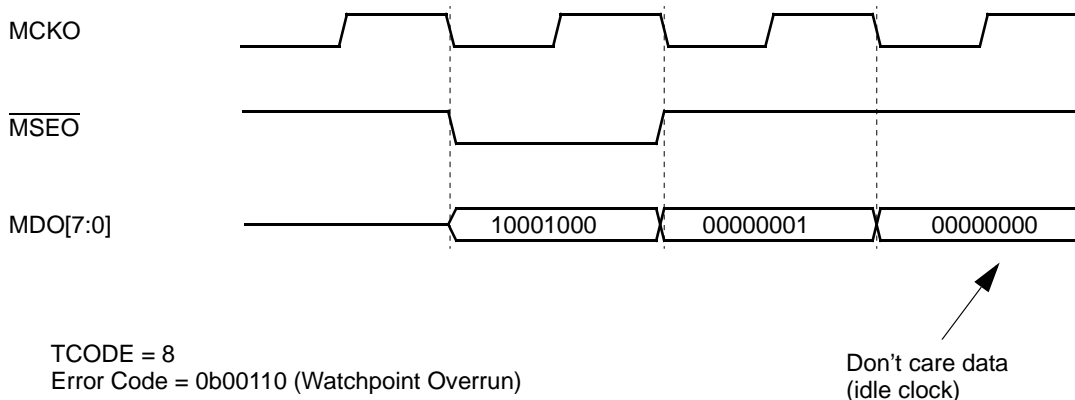 MCKO
MSEO
MDO[7:0]
10001000
00000001
00000000
TCODE = 8
Error Code = 0b00110 (Watchpoint Overrun)
Don't care data
(idle clock)